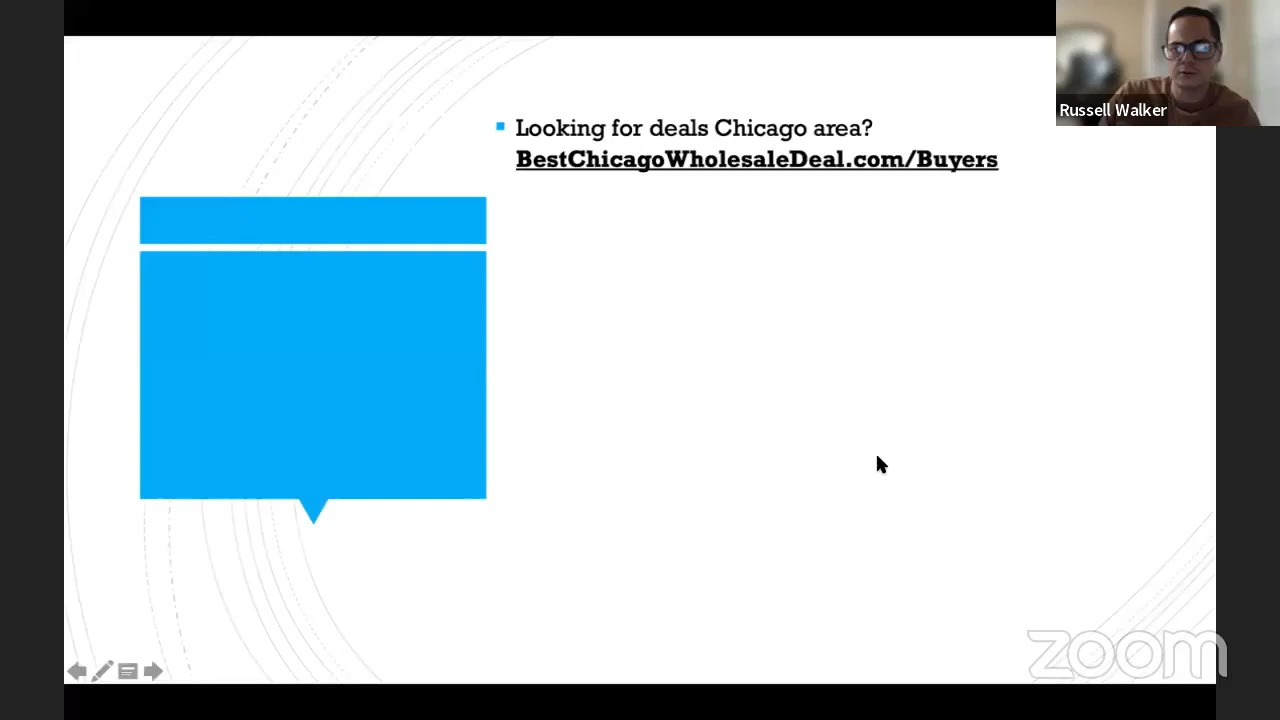 Looking for deals Chicago area?
BestChicagoWholesaleDeal.com/Buyers
Russell Walker
zoom